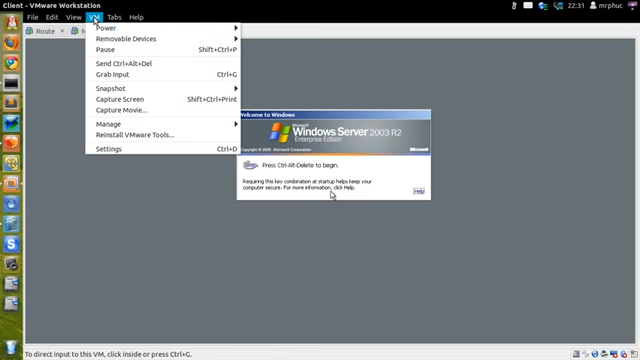 Client - VMware Workstation
22:31 mrphuc
File Edit View VM Tabs Help
Route
Power
Removable Devices
Pause Shift+Ctrl+P
Send Ctrl+Alt+Del
Grab Input Ctrl+G
Snapshot
Capture Screen Shift+Ctrl+Print
Capture Movie...
Manage
Reinstall VMware Tools...
Settings Ctrl+D
Welcome to Windows
Microsoft
Windows Server 2003 R2
Enterprise Edition
Microsoft
Press Ctrl-Alt-Delete to begin.
Requiring this key combination at startup helps keep your
computer secure. For more information, click Help.
Help
To direct input to this VM, click inside or press Ctrl+G.